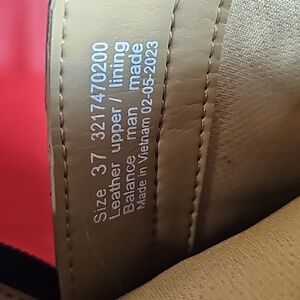 Size 37 3217470200
Leather upper / lining
Balance man made
Made in Vietnam 02-05-2023